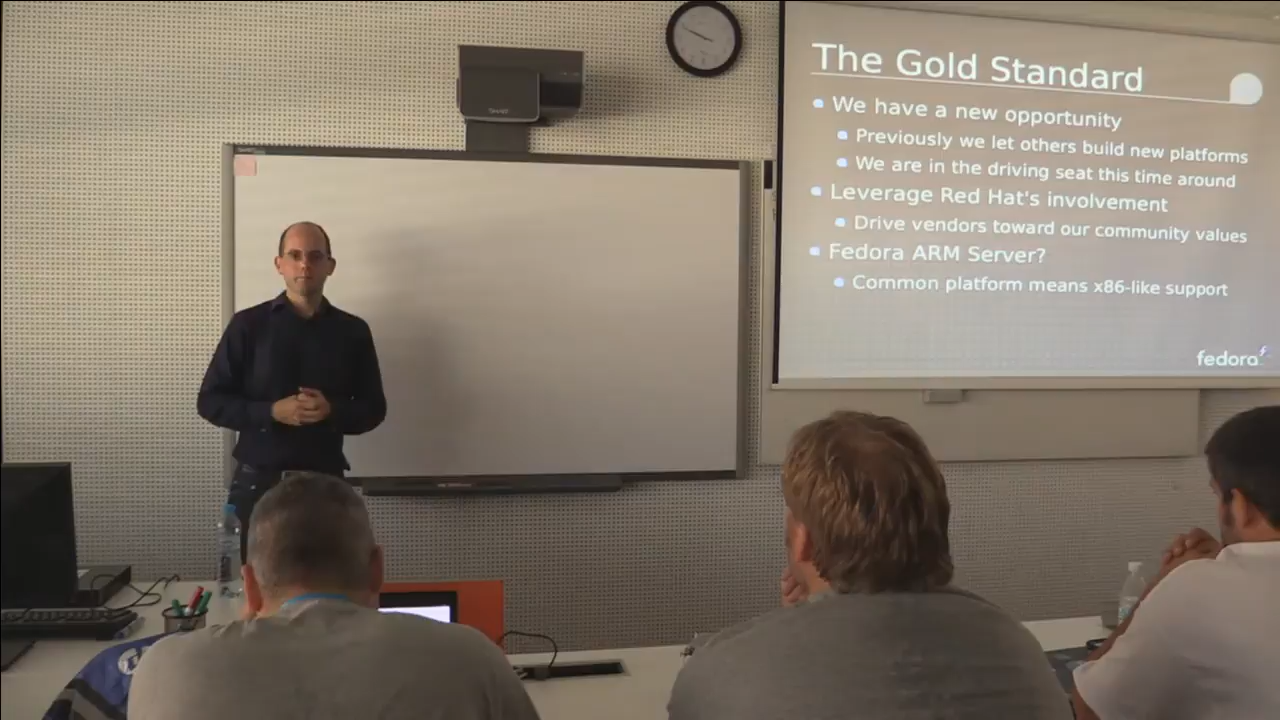 The Gold Standard
We have a new opportunity
Previously we let others build new platforms
We are in the driving seat this time around
Leverage Red Hat's involvement
Drive vendors toward our community values
Fedora ARM Server?
Common platform means x86-like support
fedora
SMART